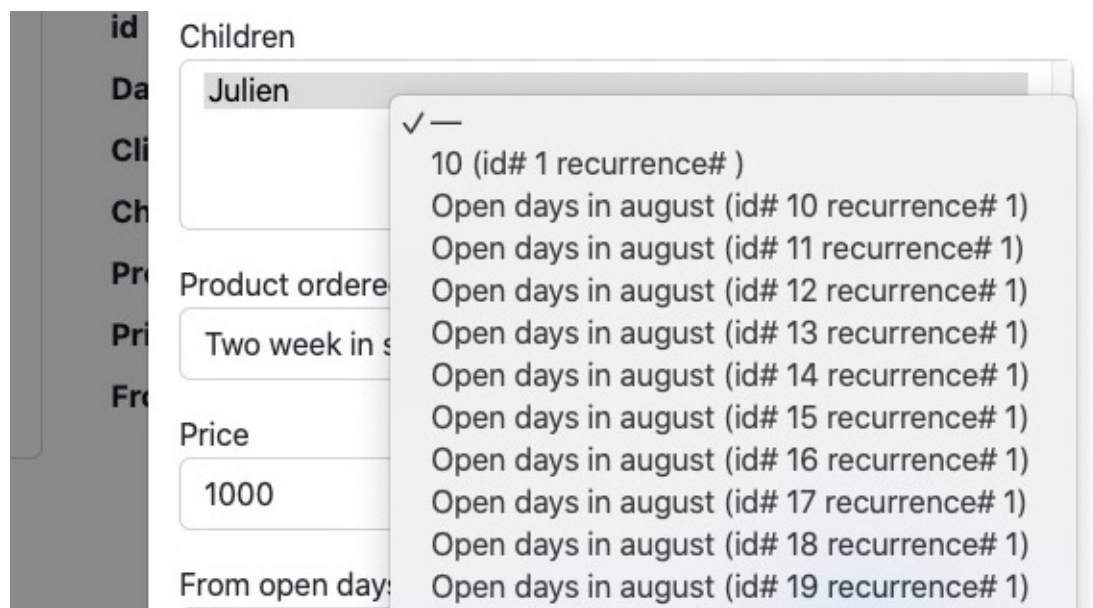 id
Children
Da
Julien
✓ —
Cli
10 (id# 1 recurrence# )
Ch
Open days in august (id# 10 recurrence# 1)
Open days in august (id# 11 recurrence# 1)
Pr
Product ordere
Open days in august (id# 12 recurrence# 1)
Pri
Two week in s
Open days in august (id# 13 recurrence# 1)
Open days in august (id# 14 recurrence# 1)
Fr
Open days in august (id# 15 recurrence# 1)
Price
Open days in august (id# 16 recurrence# 1)
1000
Open days in august (id# 17 recurrence# 1)
Open days in august (id# 18 recurrence# 1)
From open days
Open days in august (id# 19 recurrence# 1)